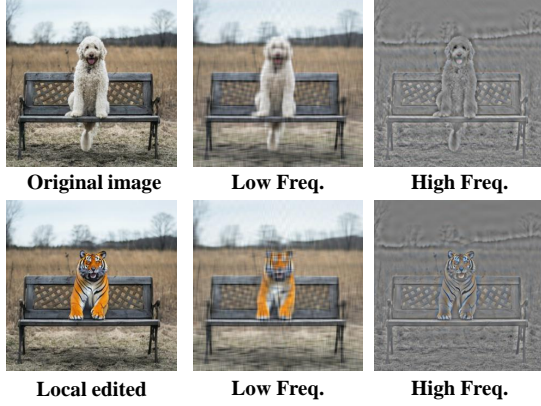 Original image
Low Freq.
High Freq.
Local edited
Low Freq.
High Freq.